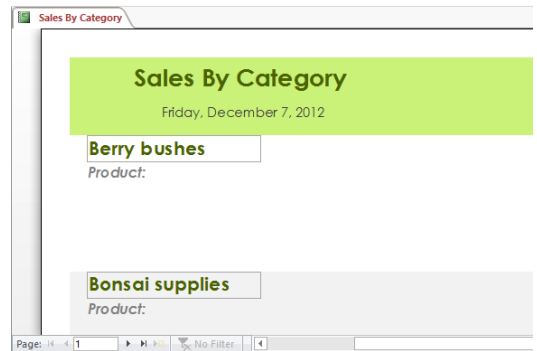 Sales By Category
Sales By Category
Friday, December 7, 2012
Berry bushes
Product:
Bonsai supplies
Product:
Page: 1 No Filter